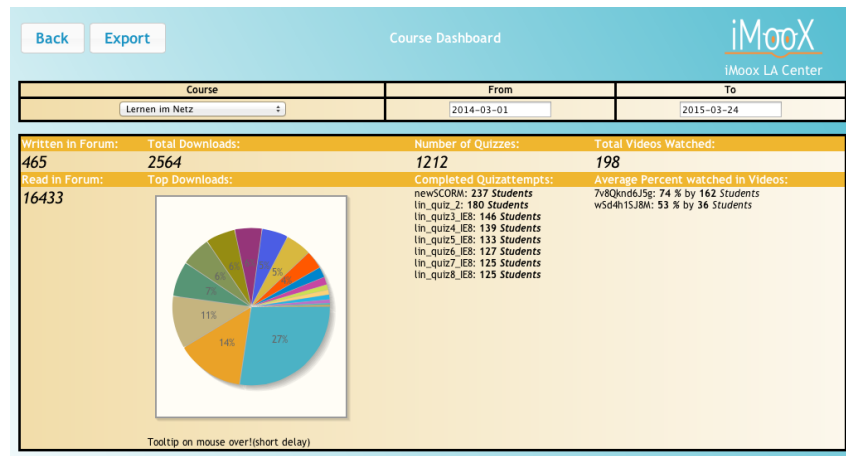 Back Export Course Dashboard iMooX
iMoox LA Center
Course From To
Lernen im Netz 2014-03-01 2015-03-24
Written in Forum: Total Downloads: Number of Quizzes: Total Videos Watched:
465 2564 1212 198
Read in Forum: Top Downloads: Completed Quizattempts: Average Percent watched in Videos:
16433 newSCORM: 237 Students 7v8Qknd6J5g: 74 % by 162 Students
lin_quiz_2: 180 Students wSd4h1SJ8M: 53 % by 36 Students
lin_quiz3_IE8: 146 Students
lin_quiz4_IE8: 139 Students
lin_quiz5_IE8: 133 Students
lin_quiz6_IE8: 127 Students
lin_quiz7_IE8: 125 Students
lin_quiz8_IE8: 125 Students
6% 5%
6% 4%
7%
11%
14% 27%
Tooltip on mouse over!(short delay)